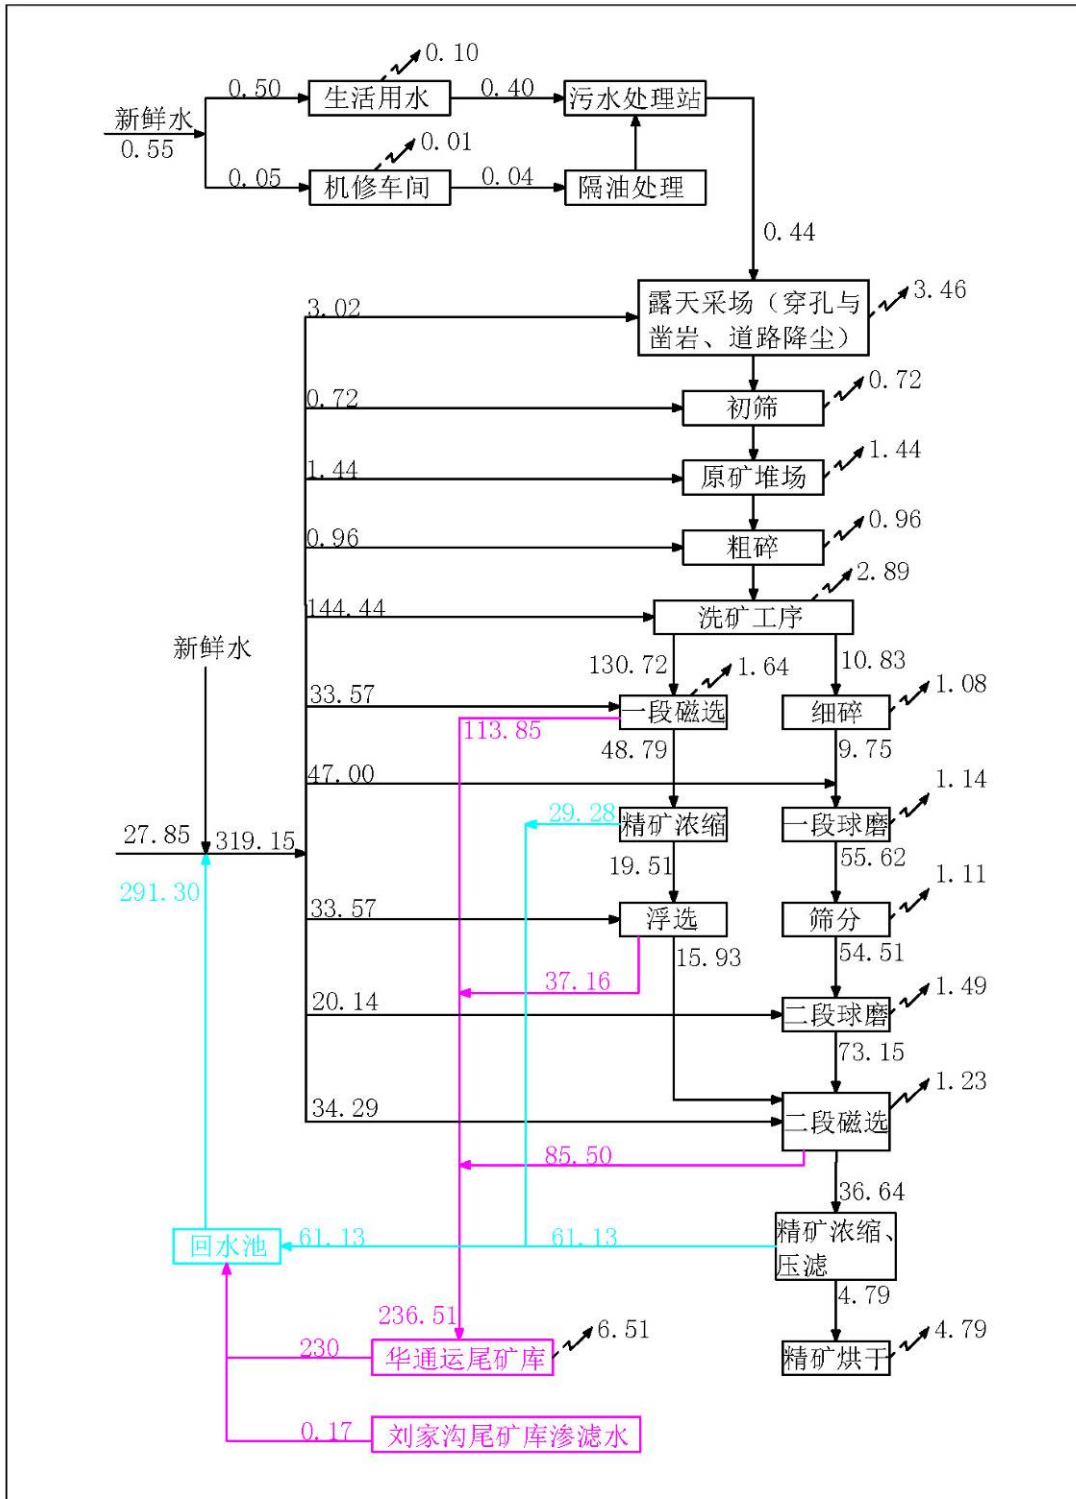 0.10
0.50
生活用水
0.40
污水处理站
新鲜水
0.55
0.01
0.05
机修车间
0.04
隔油处理
0.44
3.02
露天采场（穿孔与
凿岩、道路降尘）
3.46
0.72
初筛
0.72
1.44
原矿堆场
1.44
0.96
粗碎
0.96
144.44
洗矿工序
2.89
新鲜水
130.72
10.83
33.57
一段磁选
1.64
细碎
1.08
113.85
48.79
9.75
47.00
1.14
29.28
精矿浓缩
一段球磨
27.85
319.15
291.30
19.51
55.62
33.57
浮选
筛分
1.11
15.93
54.51
37.16
20.14
二段球磨
1.49
73.15
34.29
二段磁选
1.23
85.50
36.64
回水池
61.13
61.13
精矿浓缩、
压滤
4.79
236.51
230
华通运尾矿库
6.51
精矿烘干
4.79
0.17
刘家沟尾矿库渗滤水